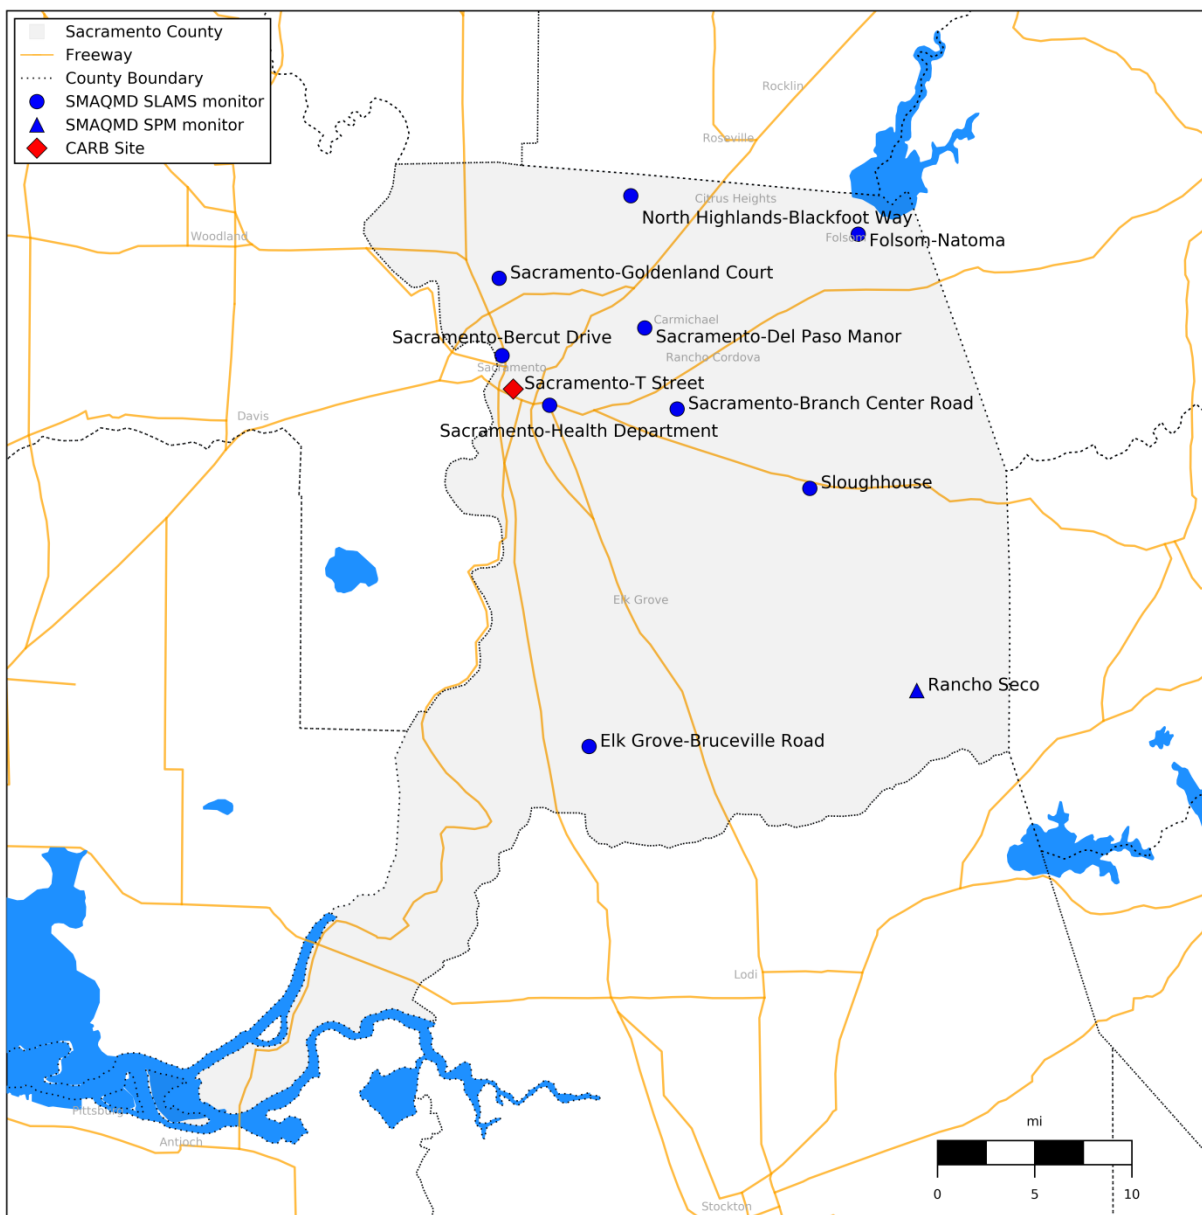 Sacramento County
Freeway
County Boundary
SMAQMD SLAMS monitor
SMAQMD SPM monitor
CARB Site
Rocklin
Roseville
Citrus Heights
North Highlands-Blackfoot Way
Woodland
Folsom
Folsom-Natoma
Sacramento-Goldenland Court
Carmichael
Sacramento-Bercut Drive
Sacramento-Del Paso Manor
Rancho Cordova
Sacramento
Sacramento-T Street
Sacramento-Branch Center Road
Davis
Sacramento-Health Department
Sloughhouse
Elk Grove
Rancho Seco
Elk Grove-Bruceville Road
Lodi
Pittsburg
Antioch
mi
0 5 10
Stockton